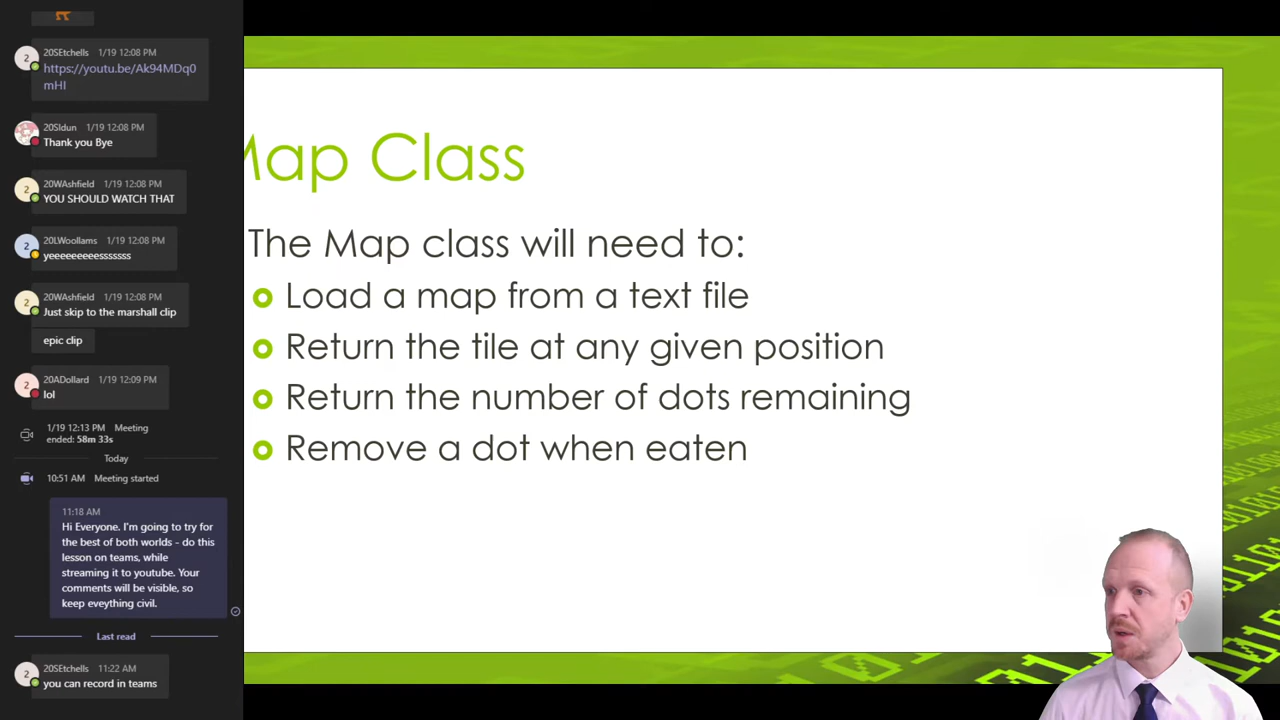 20SEtchells 1/19 12:08 PM
https://youtu.be/Ak94MDq0
mHI
20SIdun 1/19 12:08 PM
Thank you Bye
20WAshfield 1/19 12:08 PM
YOU SHOULD WATCH THAT
20LWoollams 1/19 12:08 PM
yeeeeeeeesssssss
20WAshfield 1/19 12:08 PM
Just skip to the marshall clip
epic clip
20ADollard 1/19 12:09 PM
lol
1/19 12:13 PM Meeting
ended: 58m 33s
Today
10:51 AM Meeting started
11:18 AM
Hi Everyone. I'm going to try for
the best of both worlds - do this
lesson on teams, while
streaming it to youtube. Your
comments will be visible, so
keep eveything civil.
Last read
20SEtchells 11:22 AM
you can record in teams
Map Class
The Map class will need to:
Load a map from a text file
Return the tile at any given position
Return the number of dots remaining
Remove a dot when eaten